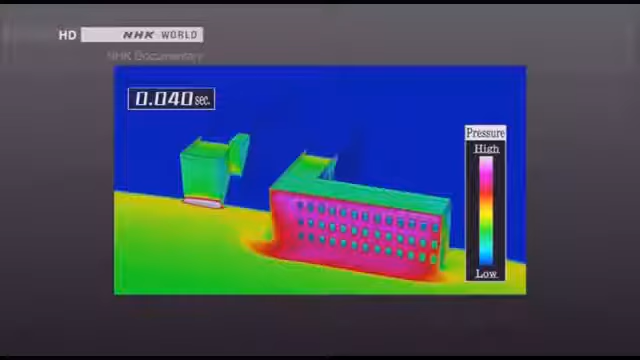 HD NHK WORLD
NHK Documentary
0.040 sec.
Pressure
High
Low